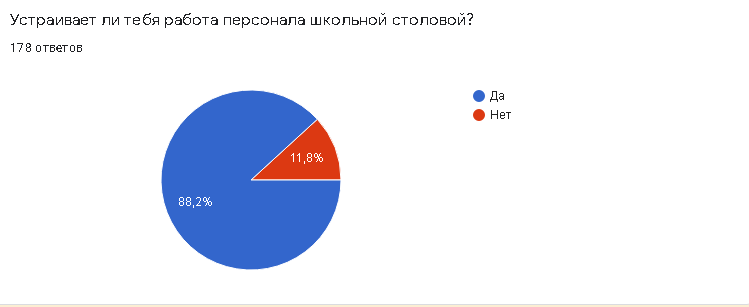 Устраивает ли тебя работа персонала школьной столовой?
178 ответов
Да
Нет
11,8%
88,2%